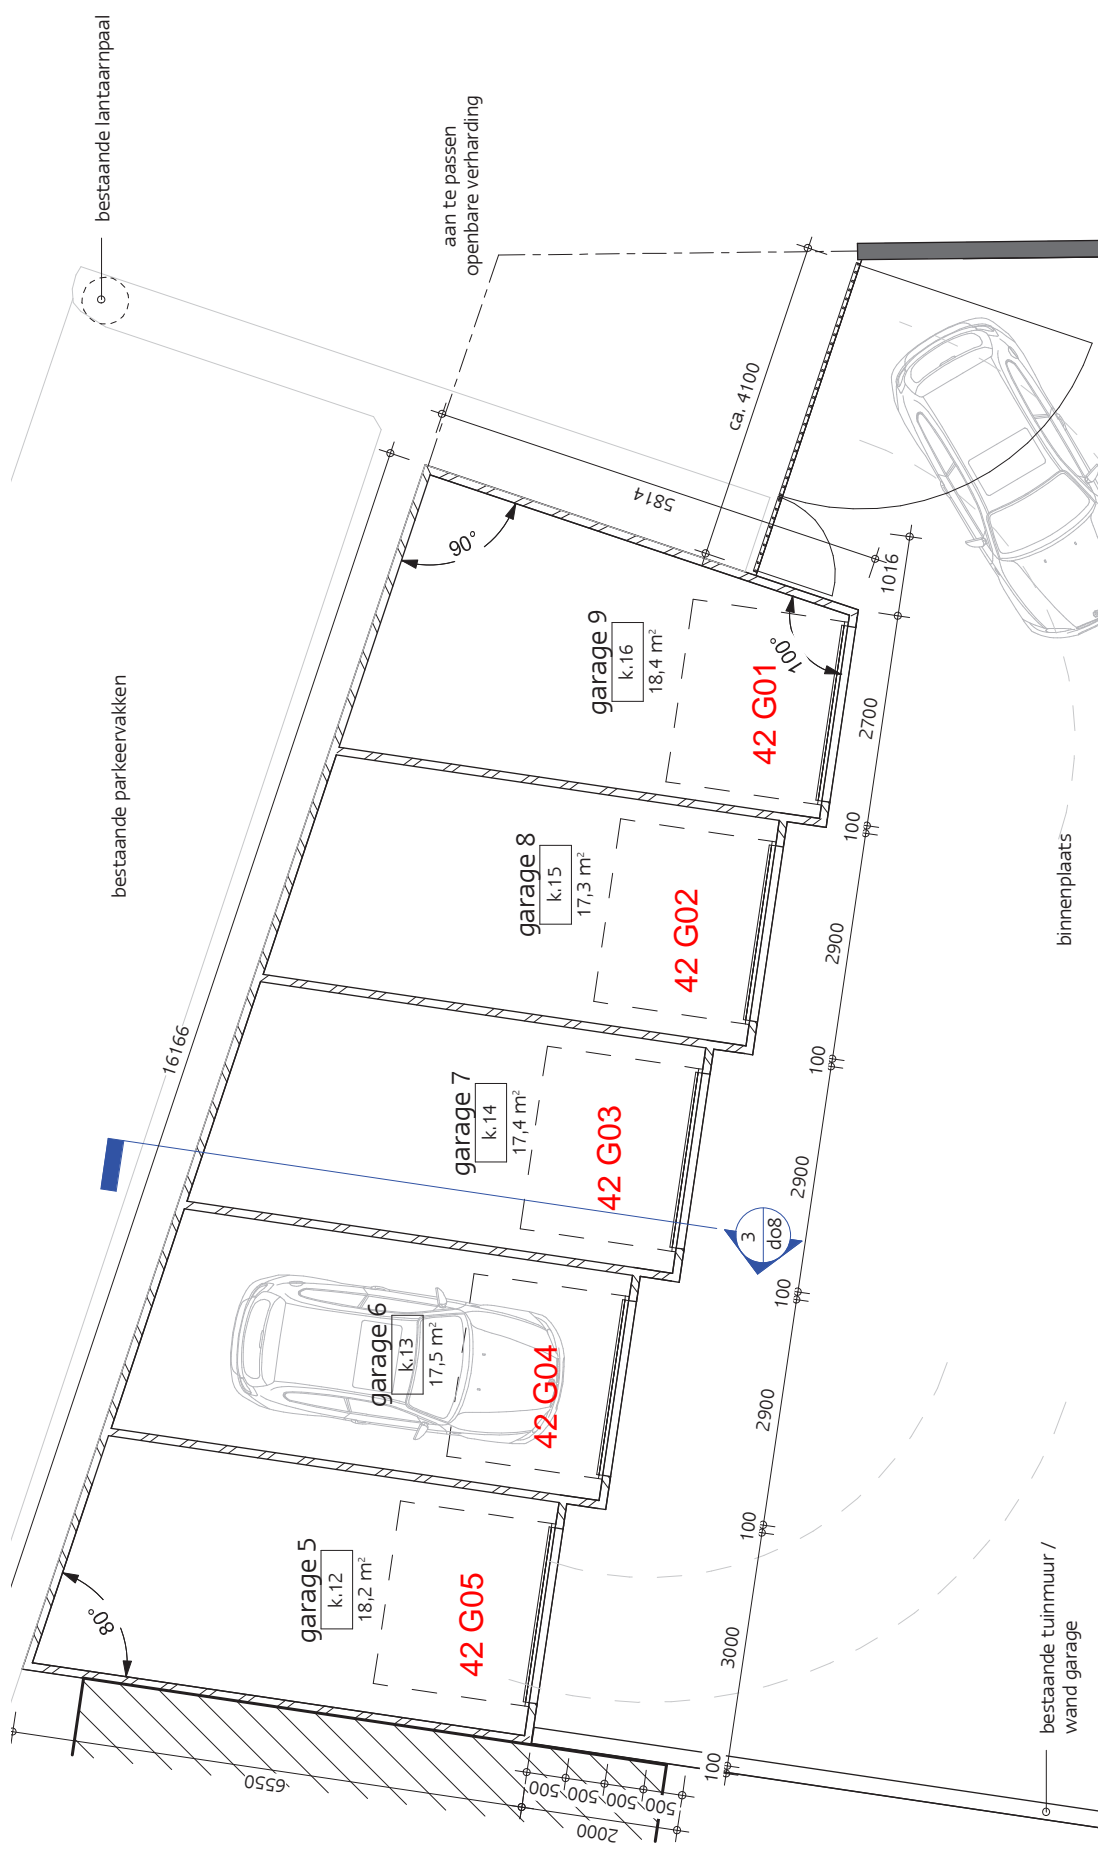 bestaande lantaarnpaal
aan te passen
openbare verharding
bestaande parkeervakken
16166
ca. 4100
5814
1016
90°
100°
garage 9
k.16
18,4 m²
42 G01
2700
100
garage 8
k.15
17,3 m²
42 G02
2900
100
garage 7
k.14
17,4 m²
42 G03
2900
3
do8
100
garage 6
k.13
17,5 m²
42 G04
2900
100
garage 5
k.12
18,2 m²
42 G05
3000
100
80°
6550
500
500
500
500
2000
binnenplaats
bestaande tuinmuur /
wand garage